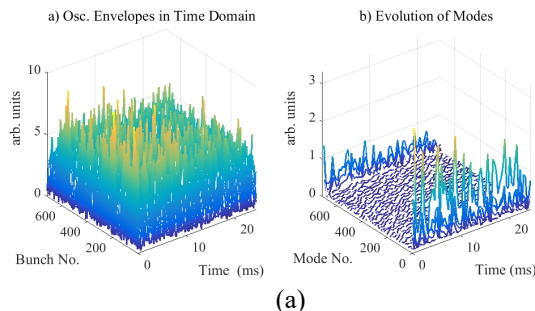 a) Osc. Envelopes in Time Domain
b) Evolution of Modes
arb. units
10
5
0
600
400
200
0
10
20
Bunch No.
Time (ms)
arb. units
3
2
1
0
600
400
200
0
0
10
20
Mode No.
Time (ms)
(a)